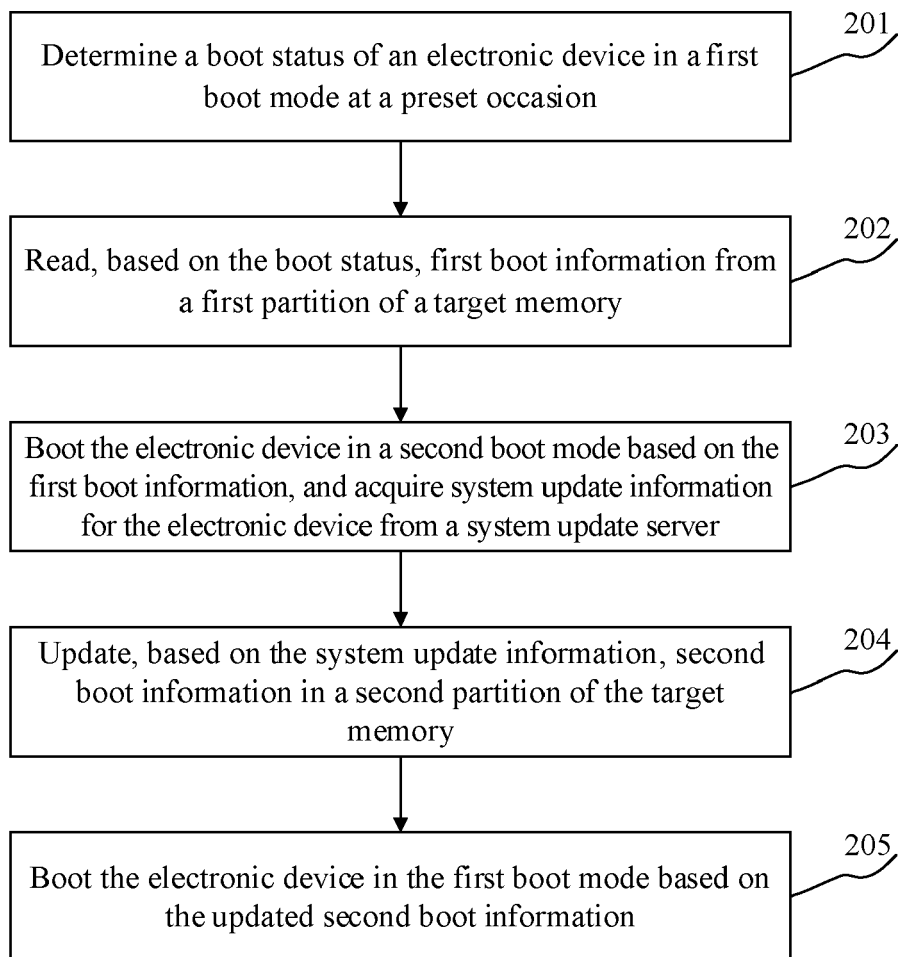 201
Determine a boot status of an electronic device in a first
boot mode at a preset occasion
202
Read, based on the boot status, first boot information from
a first partition of a target memory
203
Boot the electronic device in a second boot mode based on the
first boot information, and acquire system update information
for the electronic device from a system update server
204
Update, based on the system update information, second
boot information in a second partition of the target
memory
205
Boot the electronic device in the first boot mode based on
the updated second boot information